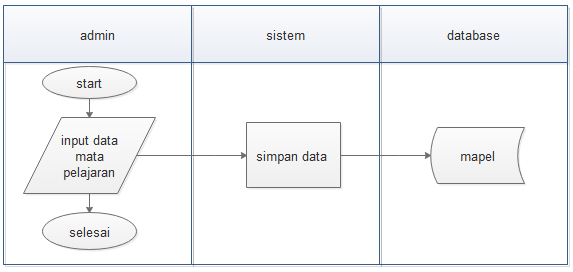 admin
sistem
database
start
input data
mata
pelajaran
simpan data
mapel
selesai